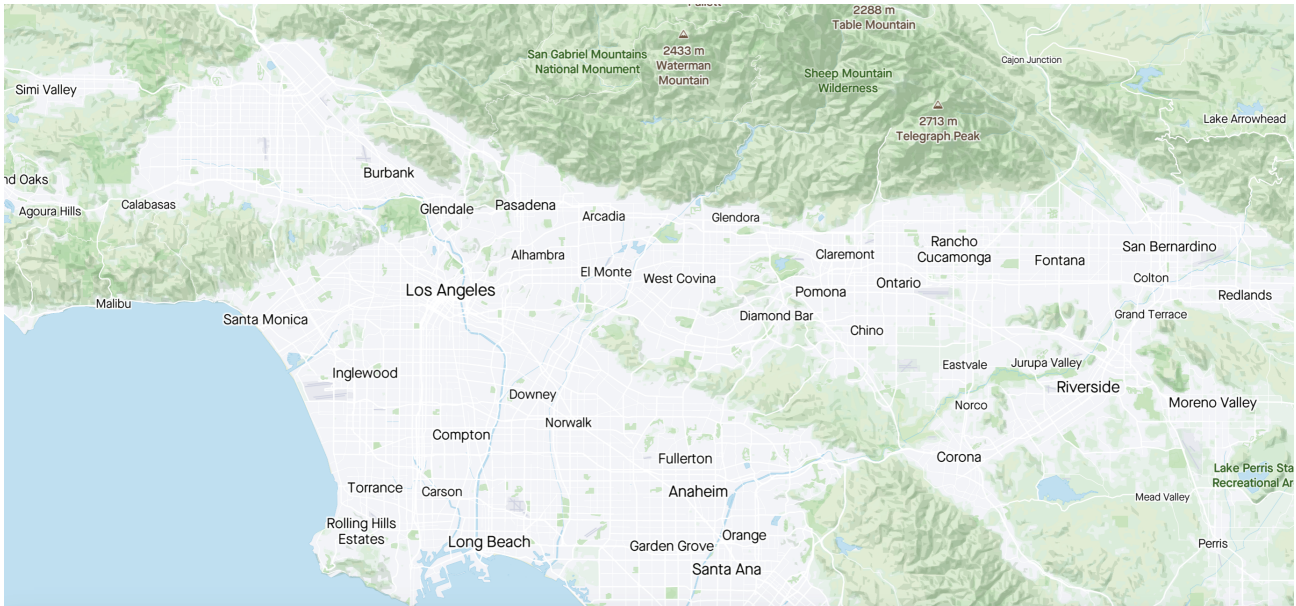 2288 m
Table Mountain
San Gabriel Mountains
National Monument
2433 m
Waterman
Mountain
Cajon Junction
Sheep Mountain
Wilderness
Simi Valley
2713 m
Telegraph Peak
Lake Arrowhead
Burbank
nd Oaks
Agoura Hills
Calabasas
Glendale
Pasadena
Arcadia
Glendora
Alhambra
Claremont
Rancho
Cucamonga
Fontana
San Bernardino
El Monte
West Covina
Colton
Los Angeles
Pomona
Ontario
Redlands
Malibu
Santa Monica
Diamond Bar
Grand Terrace
Chino
Inglewood
Eastvale
Jurupa Valley
Riverside
Downey
Norco
Moreno Valley
Norwalk
Compton
Fullerton
Corona
Lake Perris Sta
Recreational Ar
Torrance
Carson
Anaheim
Mead Valley
Rolling Hills
Estates
Long Beach
Garden Grove
Orange
Perris
Santa Ana